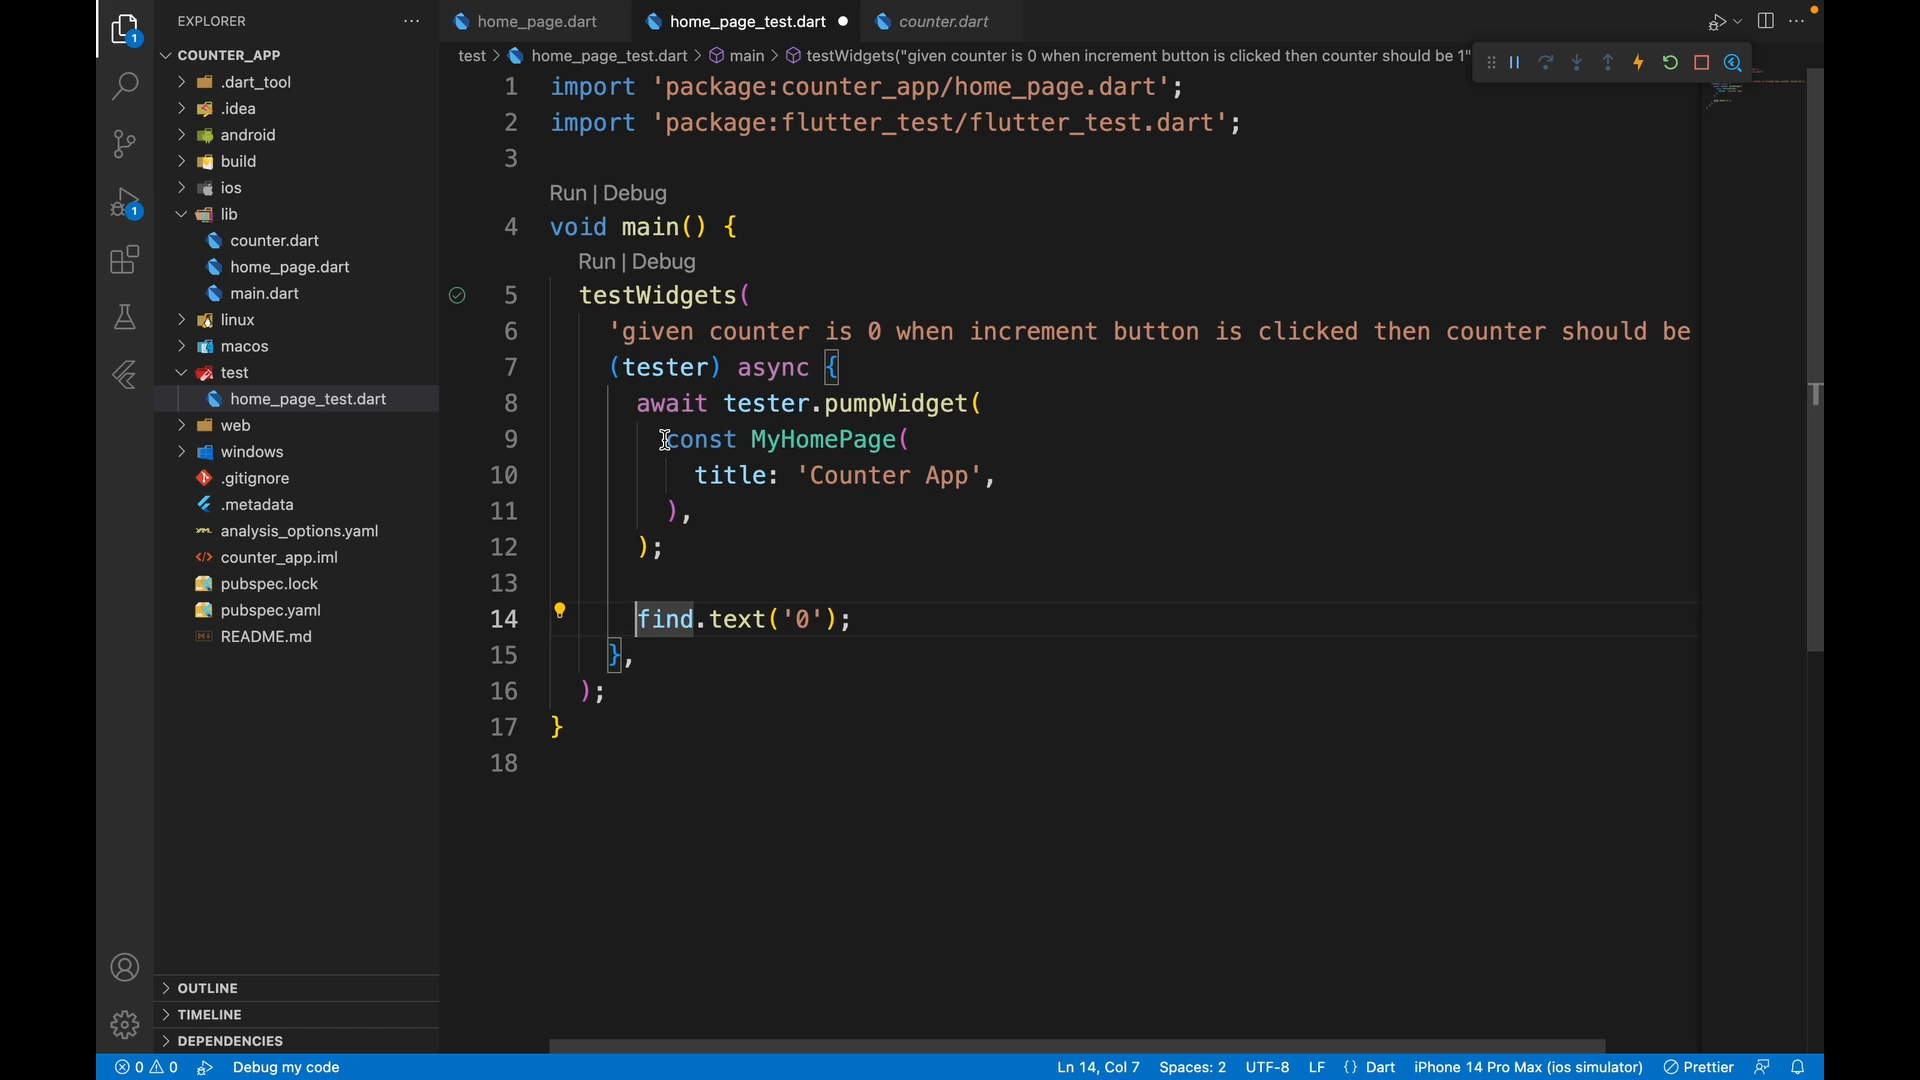 EXPLORER
COUNTER_APP
.dart_tool
.idea
android
build
ios
lib
counter.dart
home_page.dart
main.dart
linux
macos
test
home_page_test.dart
web
windows
.gitignore
.metadata
analysis_options.yaml
counter_app.iml
pubspec.lock
pubspec.yaml
README.md
OUTLINE
TIMELINE
DEPENDENCIES
1
1
home_page.dart
home_page_test.dart
counter.dart
test > home_page_test.dart > main > testWidgets("given counter is 0 when increment button is clicked then counter should be 1"
1 import 'package:counter_app/home_page.dart';
2 import 'package:flutter_test/flutter_test.dart';
3
Run | Debug
4 void main() {
Run | Debug
5 testWidgets(
6 'given counter is 0 when increment button is clicked then counter should be
7 (tester) async {
8 await tester.pumpWidget(
9 const MyHomePage(
10 title: 'Counter App',
11 ),
12 );
13
14 find.text('0');
15 },
16 );
17 }
18
0 0 Debug my code
Ln 14, Col 7 Spaces: 2 UTF-8 LF {} Dart iPhone 14 Pro Max (ios simulator) Prettier